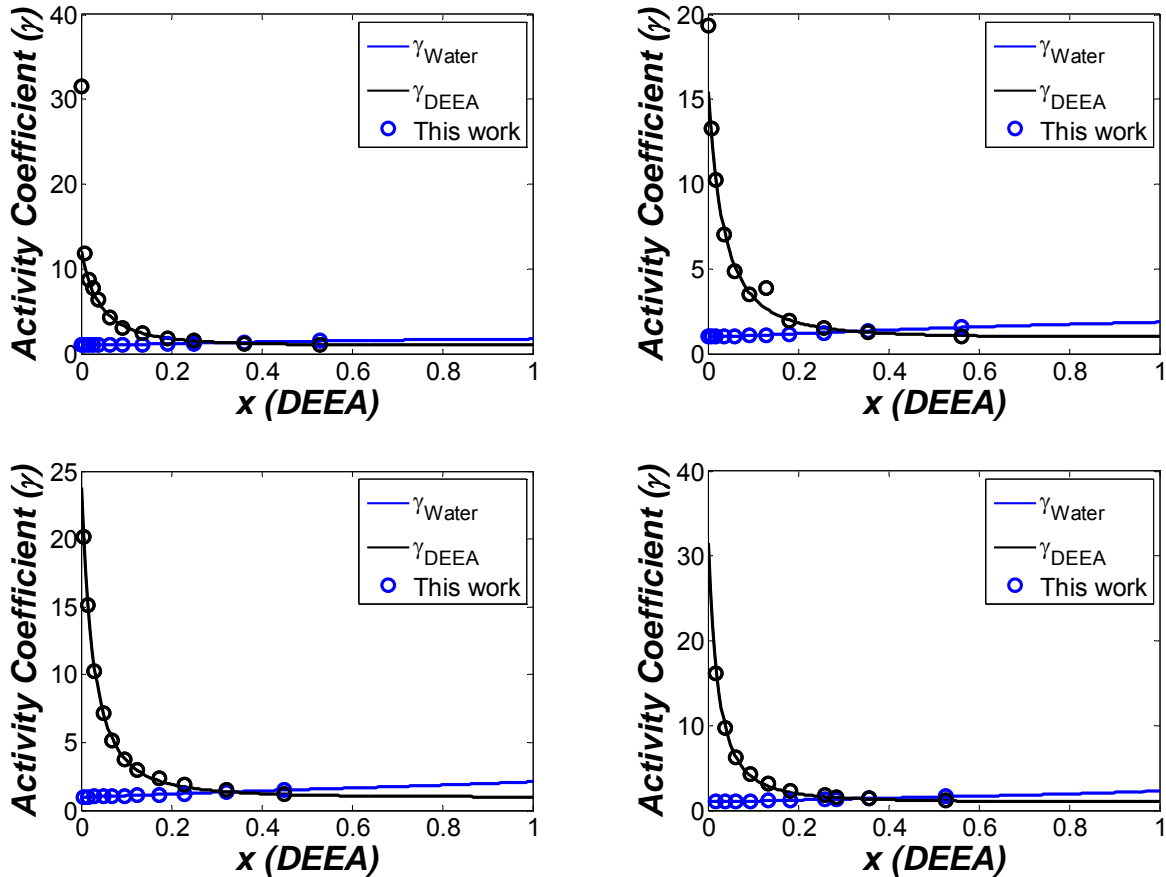 Activity Coefficient (γ)
40
30
20
10
0
0 0.2 0.4 0.6 0.8 1
x (DEEA)
γWater
γDEEA
This work
Activity Coefficient (γ)
20
15
10
5
0
0 0.2 0.4 0.6 0.8 1
x (DEEA)
γWater
γDEEA
This work
Activity Coefficient (γ)
25
20
15
10
5
0
0 0.2 0.4 0.6 0.8 1
x (DEEA)
γWater
γDEEA
This work
Activity Coefficient (γ)
40
30
20
10
0
0 0.2 0.4 0.6 0.8 1
x (DEEA)
γWater
γDEEA
This work